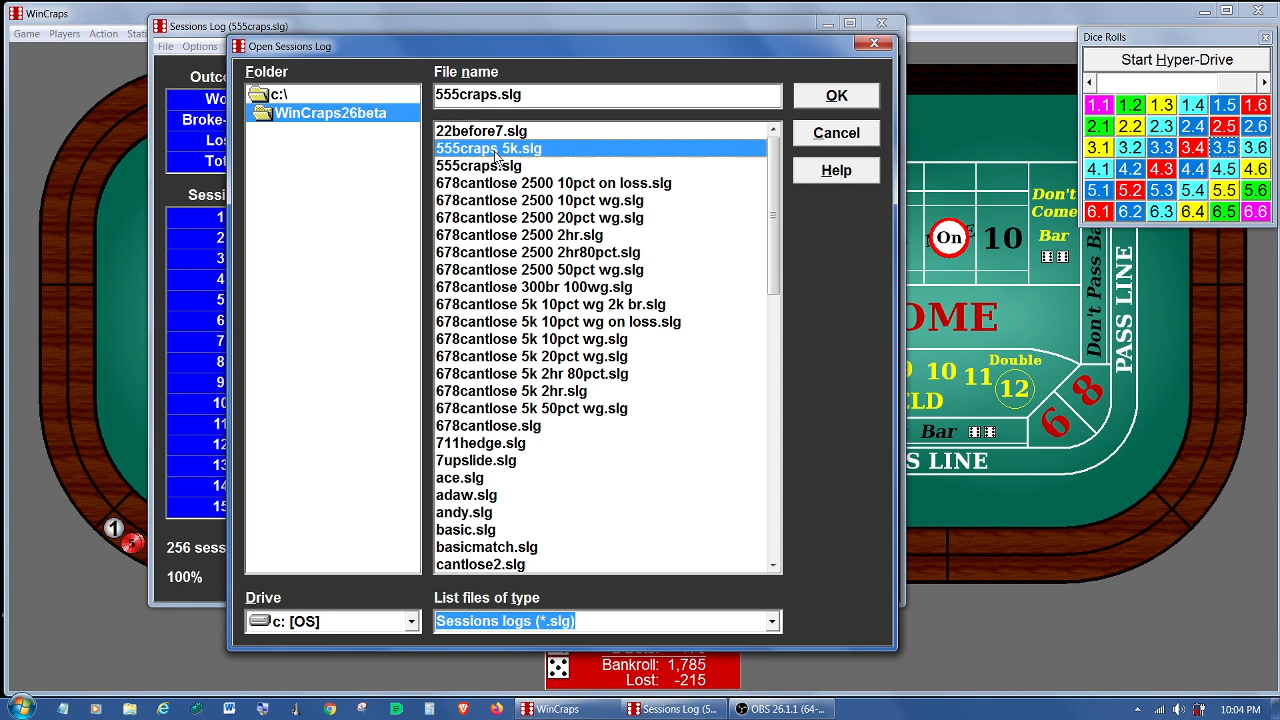 WinCraps
Game Players Action Stati
Sessions Log (555craps.slg)
File Options
Outco
Wo
Broke-
Los
Tot
Sessi
1
2
3
4
5
6
7
8
9
10
11
12
13
14
15
256 sess
100%
Open Sessions Log
Folder
c:\
WinCraps26beta
File name
555craps.slg
22before7.slg
555craps 5k.slg
555craps.slg
678cantlose 2500 10pct on loss.slg
678cantlose 2500 10pct wg.slg
678cantlose 2500 20pct wg.slg
678cantlose 2500 2hr.slg
678cantlose 2500 2hr80pct.slg
678cantlose 2500 50pct wg.slg
678cantlose 300br 100wg.slg
678cantlose 5k 10pct wg 2k br.slg
678cantlose 5k 10pct wg on loss.slg
678cantlose 5k 10pct wg.slg
678cantlose 5k 20pct wg.slg
678cantlose 5k 2hr 80pct.slg
678cantlose 5k 2hr.slg
678cantlose 5k 50pct wg.slg
678cantlose.slg
711hedge.slg
7upslide.slg
ace.slg
adaw.slg
andy.slg
basic.slg
basicmatch.slg
cantlose2.slg
OK
Cancel
Help
Drive
c: [OS]
List files of type
Sessions logs (*.slg)
Dice Rolls
Start Hyper-Drive
1.1 1.2 1.3 1.4 1.5 1.6
2.1 2.2 2.3 2.4 2.5 2.6
3.1 3.2 3.3 3.4 3.5 3.6
4.1 4.2 4.3 4.4 4.5 4.6
5.1 5.2 5.3 5.4 5.5 5.6
6.1 6.2 6.3 6.4 6.5 6.6
On
10
Don't
Come
Bar
Don't Pass Ba
PASS LINE
OME
10 11 Double
12
ELD
Bar
6 8
S LINE
1
3
Bankroll: 1,785
Lost: -215
WinCraps
Sessions Log (5...
OBS 26.1.1 (64-...
10:04 PM